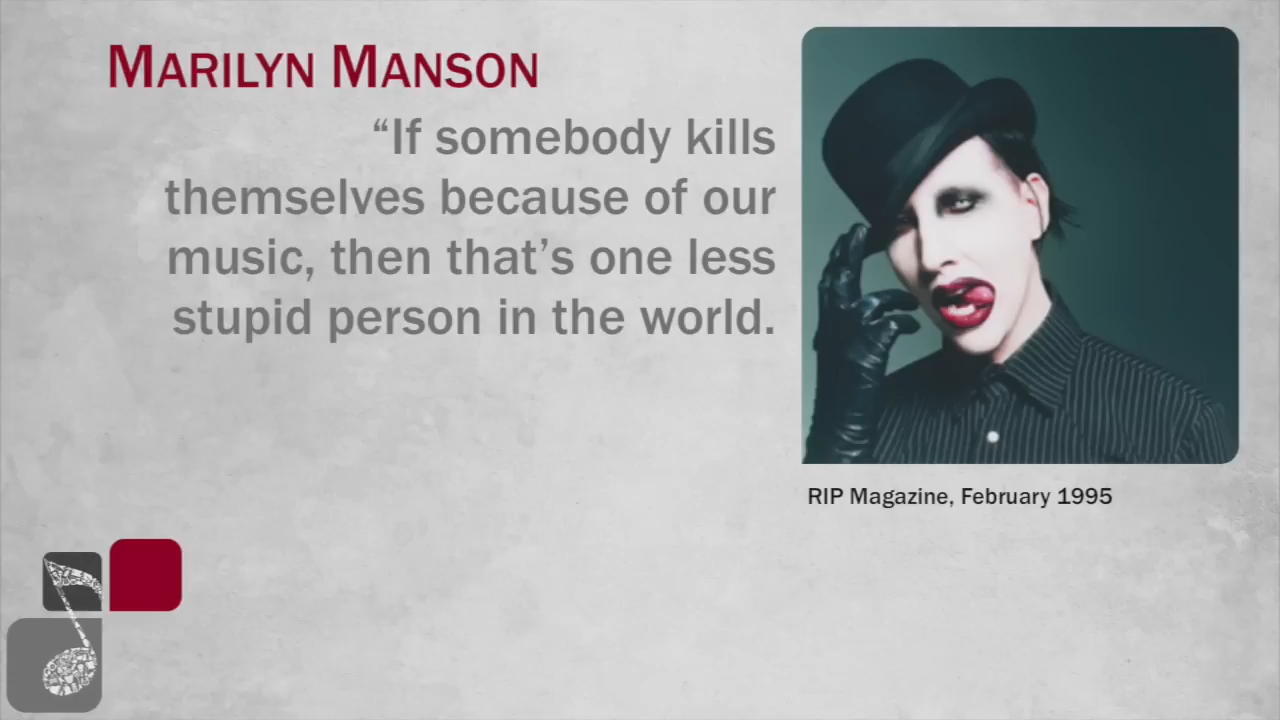 MARILYN MANSON
“If somebody kills
themselves because of our
music, then that’s one less
stupid person in the world.
RIP Magazine, February 1995